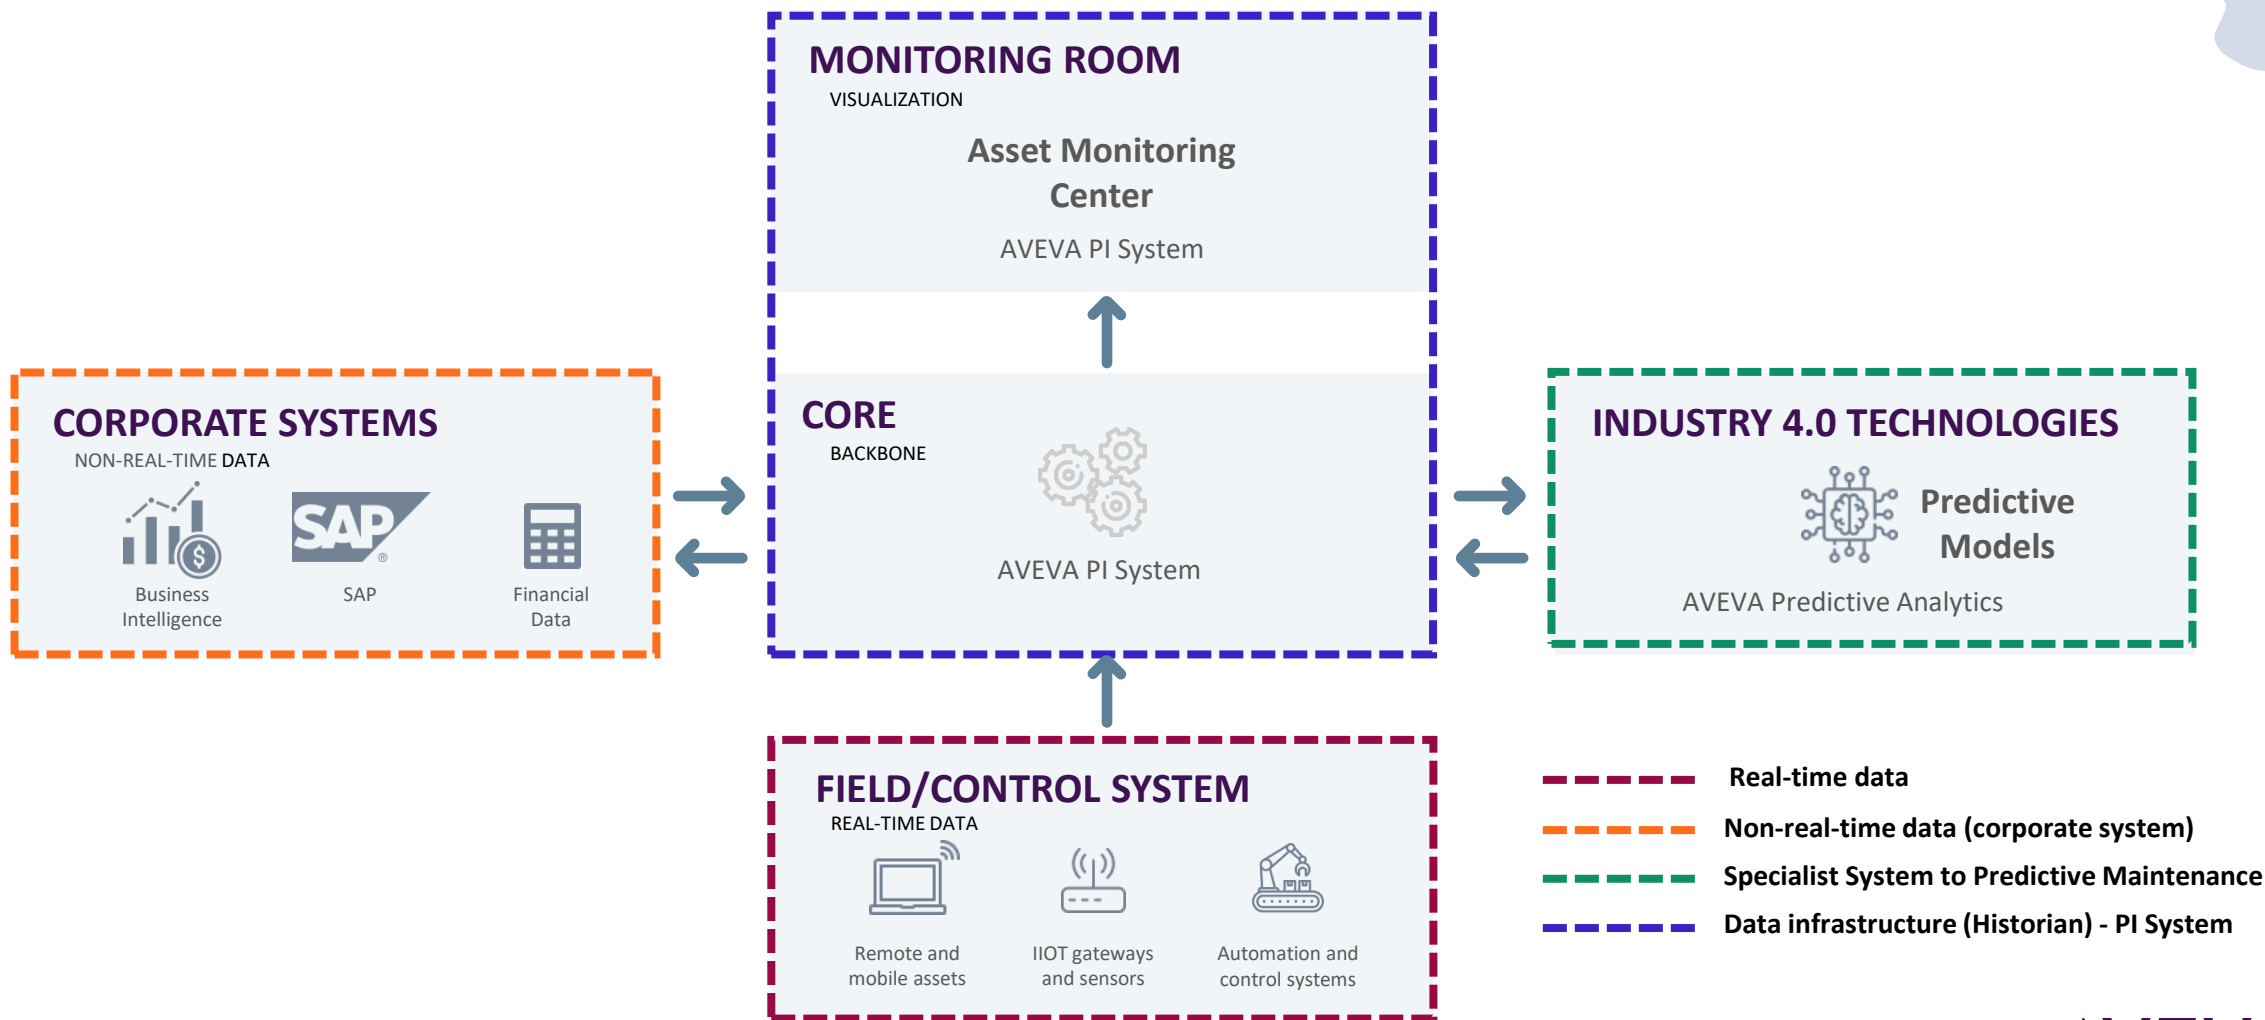 MONITORING ROOM
VISUALIZATION
Asset Monitoring
Center
AVEVA PI System
CORPORATE SYSTEMS
NON-REAL-TIME DATA
SAP
®
Business
Intelligence
SAP
Financial
Data
CORE
BACKBONE
AVEVA PI System
INDUSTRY 4.0 TECHNOLOGIES
Predictive
Models
AVEVA Predictive Analytics
FIELD/CONTROL SYSTEM
REAL-TIME DATA
Remote and
mobile assets
IIOT gateways
and sensors
Automation and
control systems
Real-time data
Non-real-time data (corporate system)
Specialist System to Predictive Maintenance
Data infrastructure (Historian) - PI System